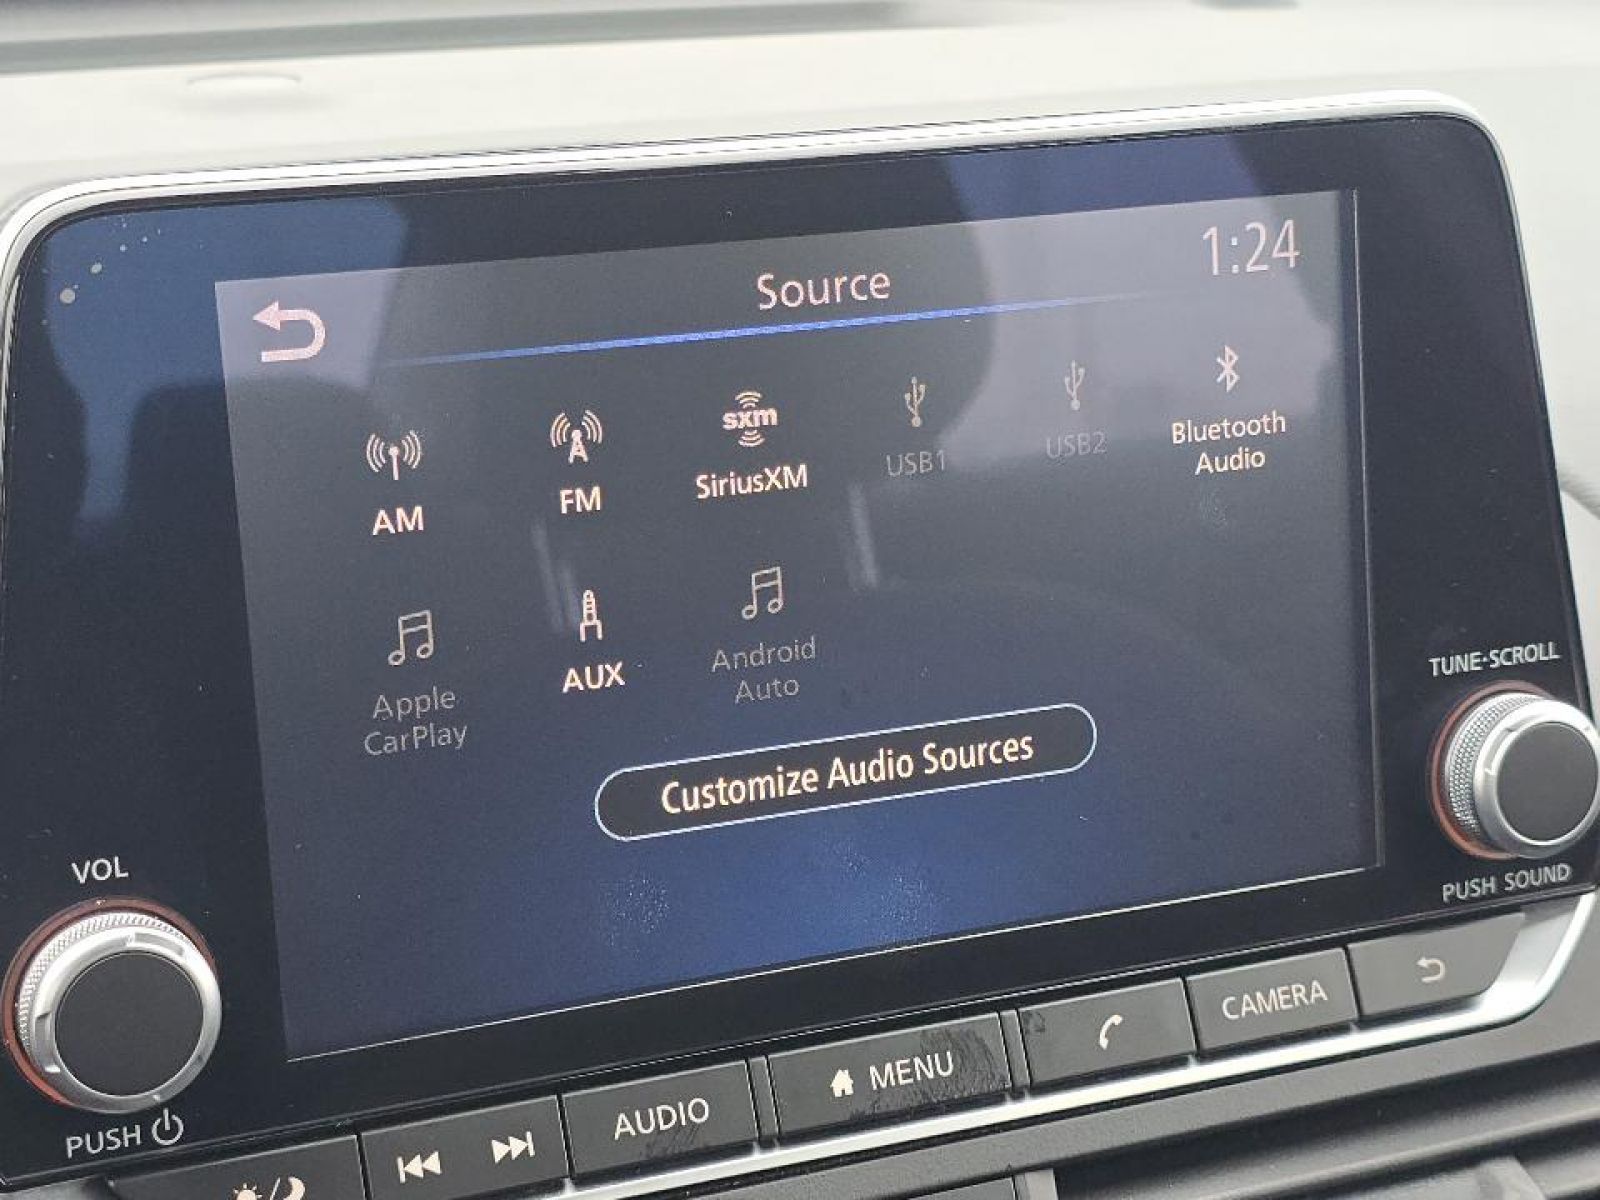 Source
1:24
sxm
AM
FM
SiriusXM
USB1
USB2
Bluetooth
Audio
Apple
CarPlay
AUX
Android
Auto
Customize Audio Sources
TUNE·SCROLL
PUSH SOUND
VOL
PUSH
AUDIO
MENU
CAMERA